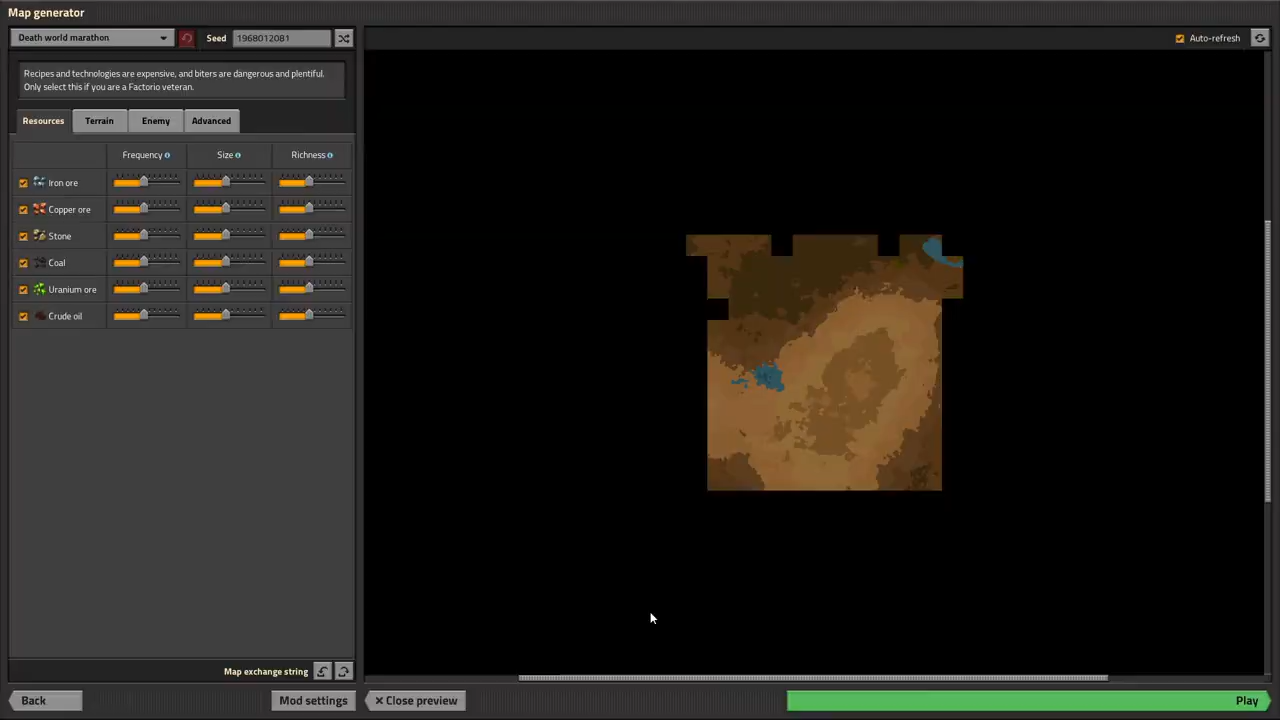 Map generator
Death world marathon
Seed 1968012081
Auto-refresh
Recipes and technologies are expensive, and biters are dangerous and plentiful.
Only select this if you are a Factorio veteran.
Resources Terrain Enemy Advanced
Frequency Size Richness
Iron ore
Copper ore
Stone
Coal
Uranium ore
Crude oil
Map exchange string
Back Mod settings × Close preview Play